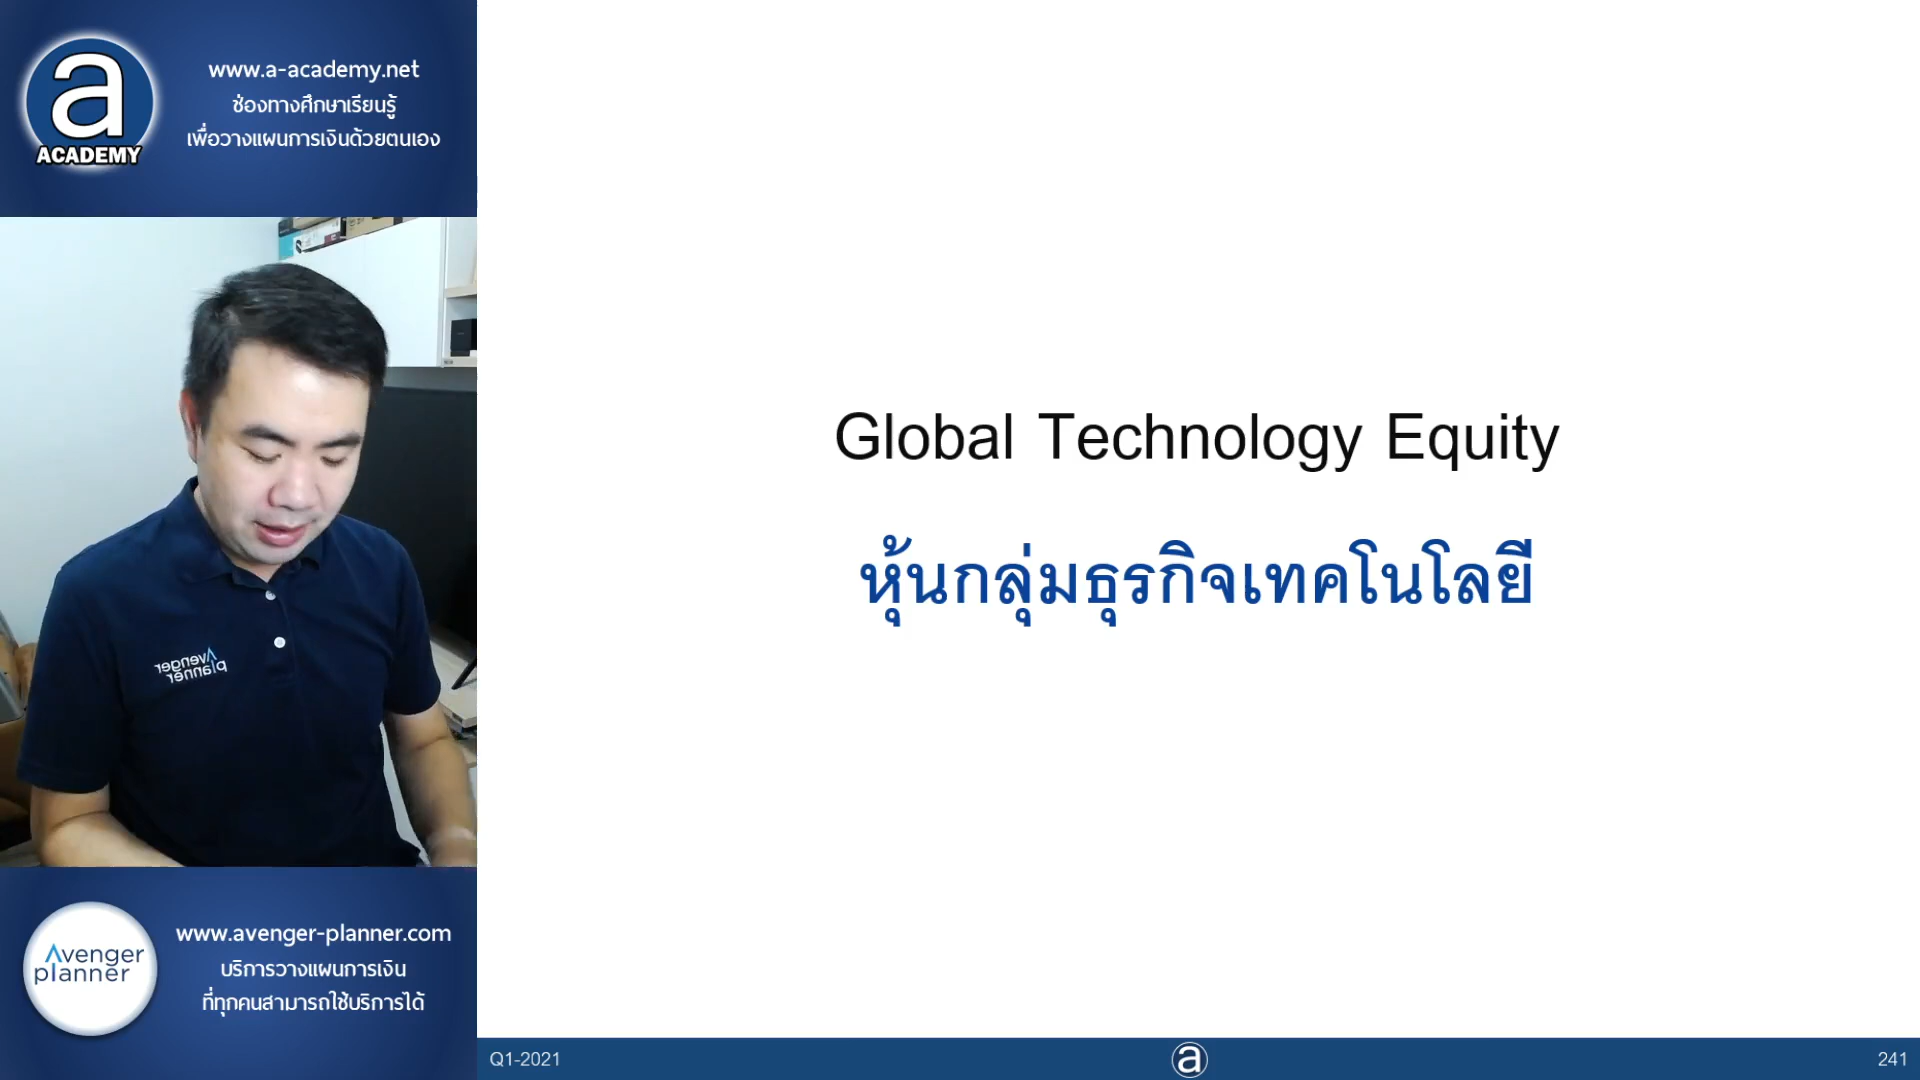 a
ACADEMY
www.a-academy.net
ช่องทางศึกษาเรียนรู้
เพื่อวางแผนการเงินด้วยตนเอง
Avenger
planner
Global Technology Equity
หุ้นกลุ่มธุรกิจเทคโนโลยี
Avenger
planner
www.avenger-planner.com
บริการวางแผนการเงิน
ที่ทุกคนสามารถใช้บริการได้
Q1-2021
a
241